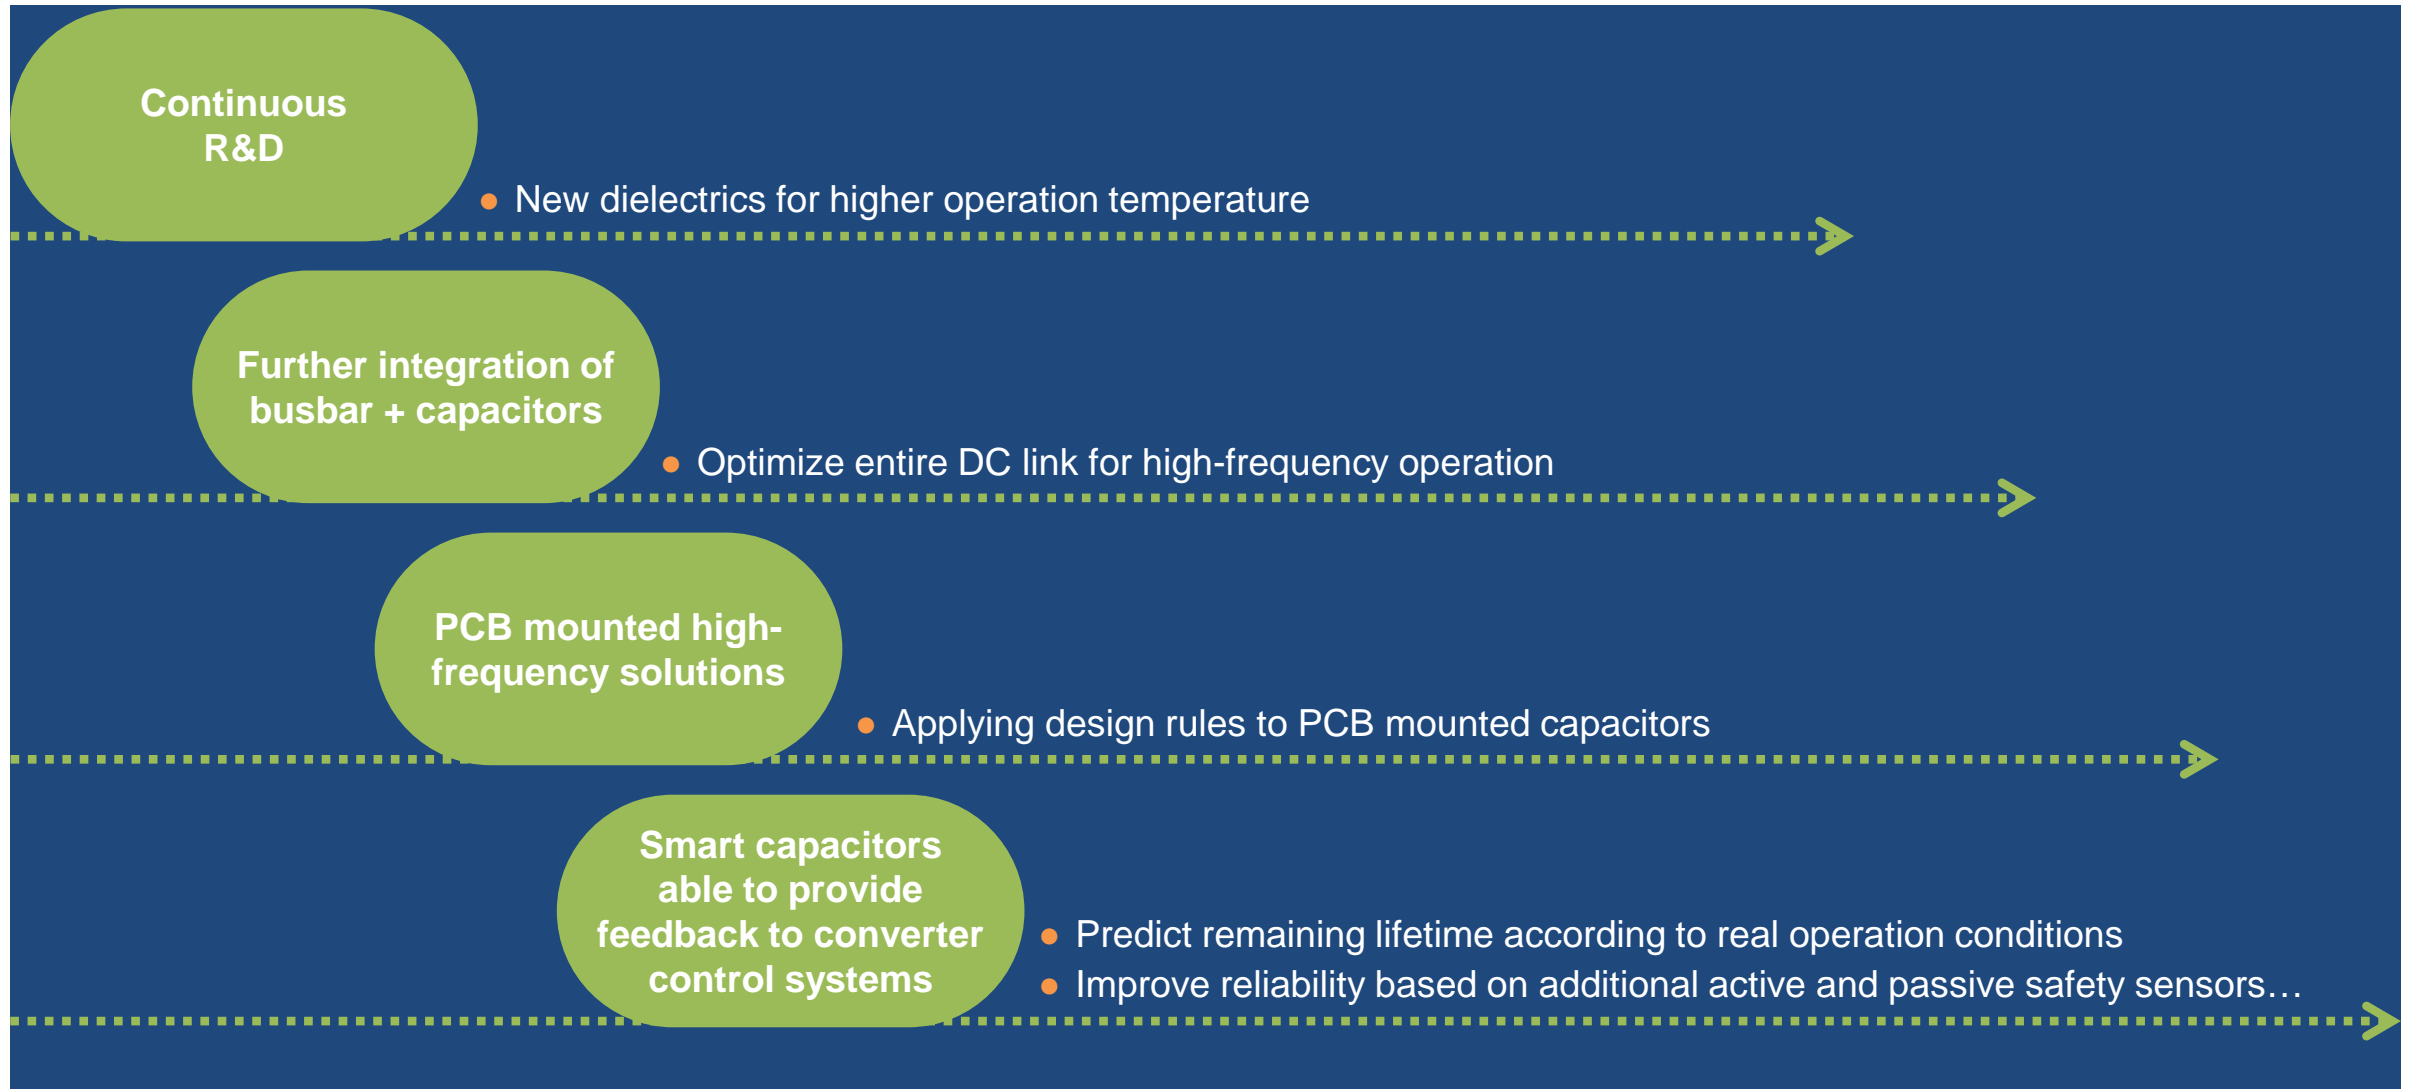 Continuous
R&D
● New dielectrics for higher operation temperature
Further integration of
busbar + capacitors
● Optimize entire DC link for high-frequency operation
PCB mounted high-
frequency solutions
● Applying design rules to PCB mounted capacitors
Smart capacitors
able to provide
feedback to converter
control systems
● Predict remaining lifetime according to real operation conditions
● Improve reliability based on additional active and passive safety sensors…